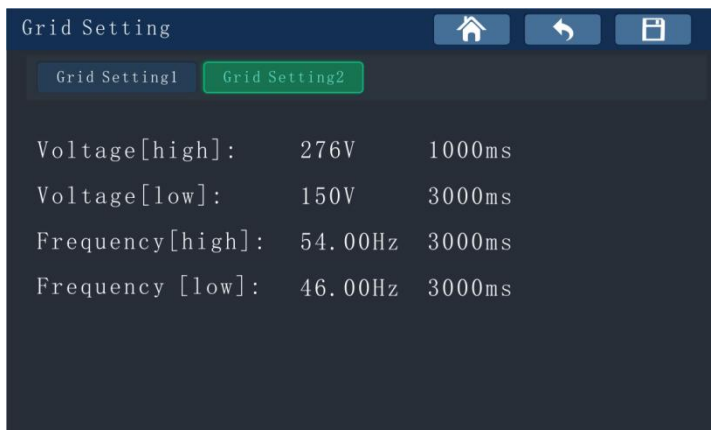 Grid Setting
Grid Setting1 Grid Setting2
Voltage[high]: 276V 1000ms
Voltage[low]: 150V 3000ms
Frequency[high]: 54.00Hz 3000ms
Frequency [low]: 46.00Hz 3000ms